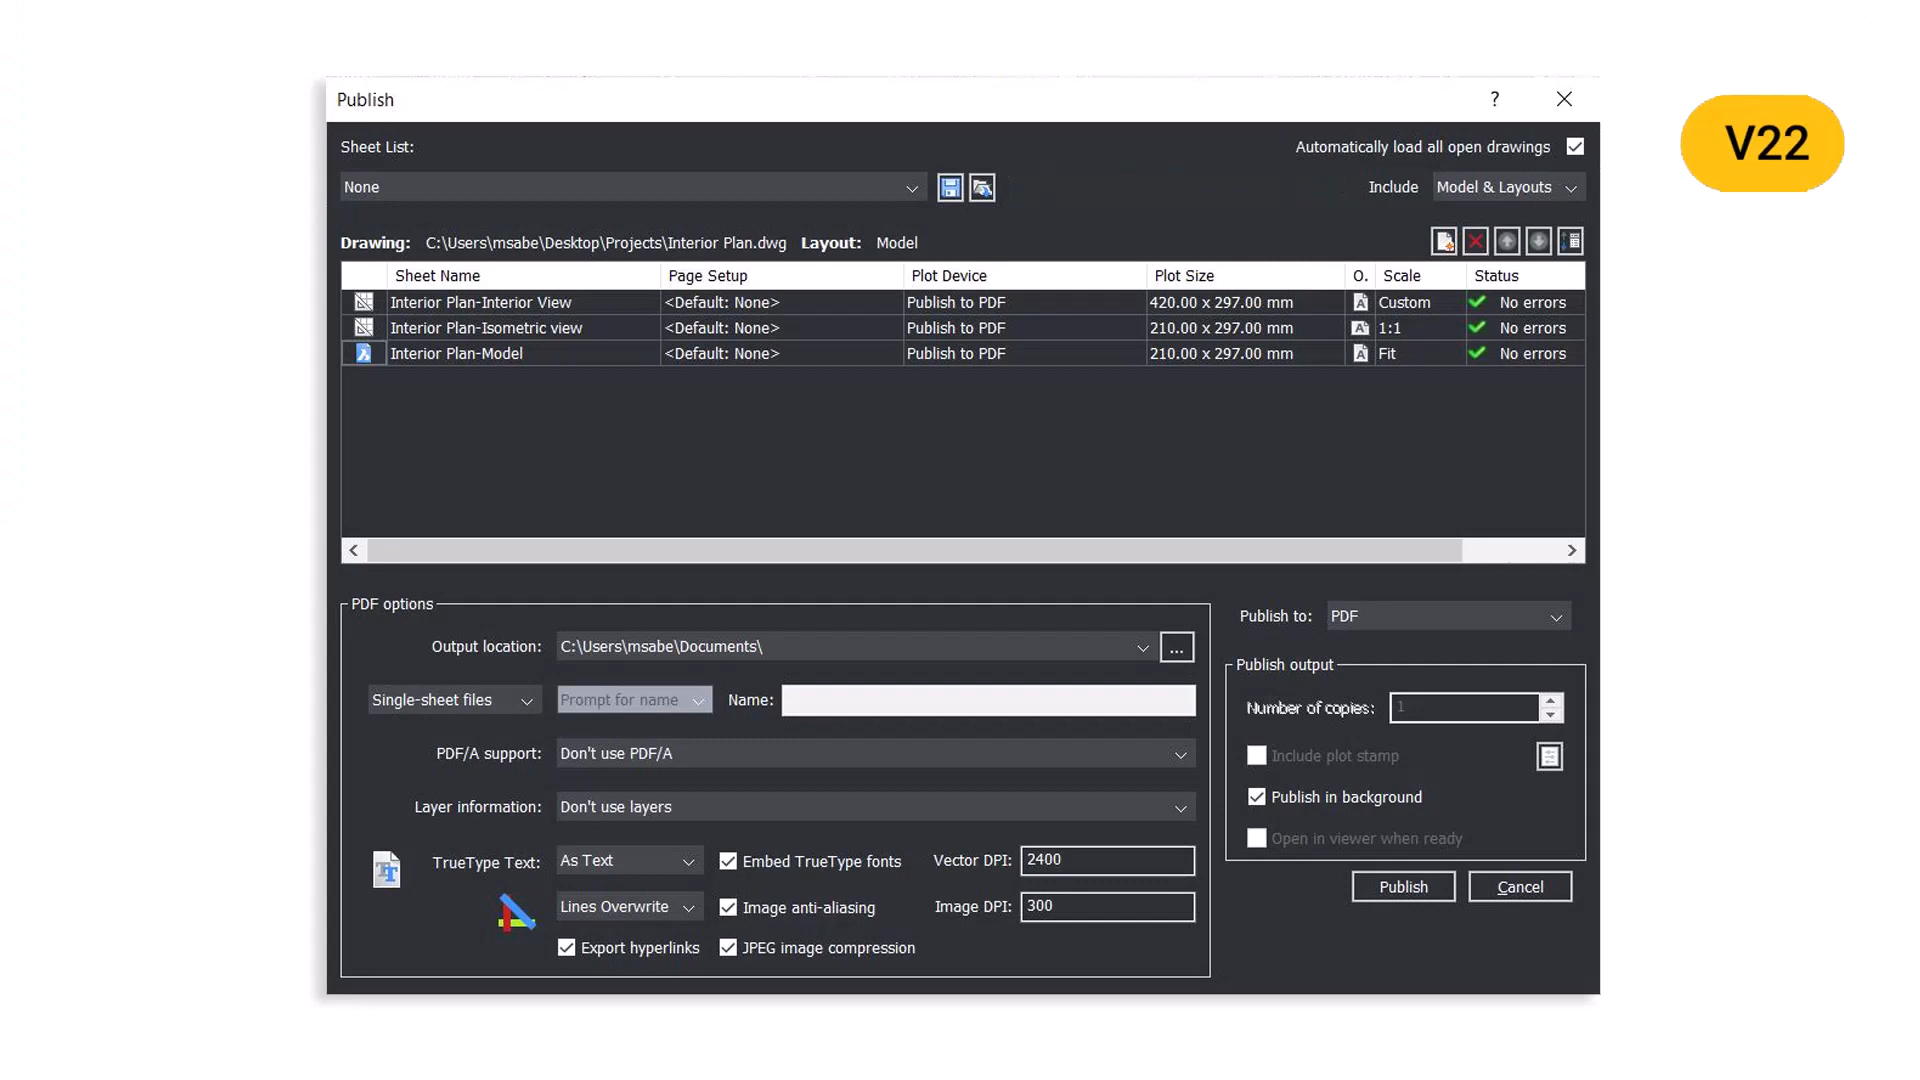 Publish
?
V22
Sheet List:
Automatically load all open drawings
None
Include
Model & Layouts
Drawing: C:\Users\msabe\Desktop\Projects\Interior Plan.dwg Layout: Model
Sheet Name Page Setup Plot Device Plot Size O. Scale Status
Interior Plan-Interior View <Default: None> Publish to PDF 420.00 x 297.00 mm A Custom No errors
Interior Plan-Isometric view <Default: None> Publish to PDF 210.00 x 297.00 mm A 1:1 No errors
Interior Plan-Model <Default: None> Publish to PDF 210.00 x 297.00 mm A Fit No errors
PDF options
Output location: C:\Users\msabe\Documents\ ...
Single-sheet files Prompt for name Name:
PDF/A support: Don't use PDF/A
Layer information: Don't use layers
TrueType Text: As Text Embed TrueType fonts Vector DPI: 2400
Lines Overwrite Image anti-aliasing Image DPI: 300
Export hyperlinks JPEG image compression
Publish to: PDF
Publish output
Number of copies: 1
Include plot stamp
Publish in background
Open in viewer when ready
Publish Cancel